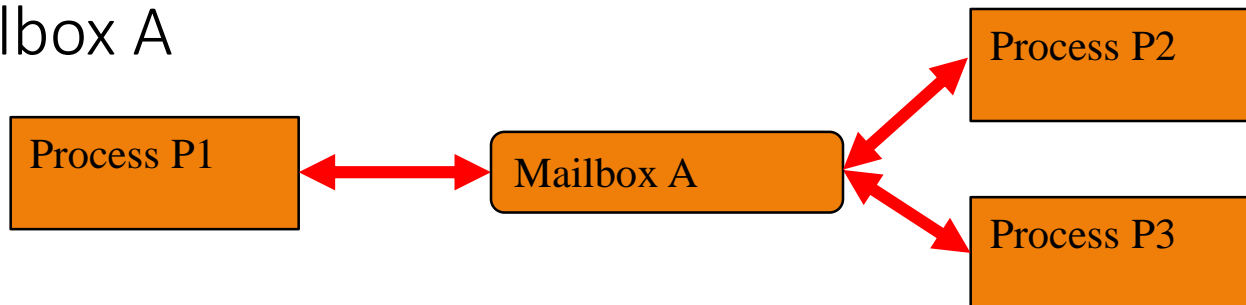 lbox A
Process P2
Process P1
Mailbox A
Process P3